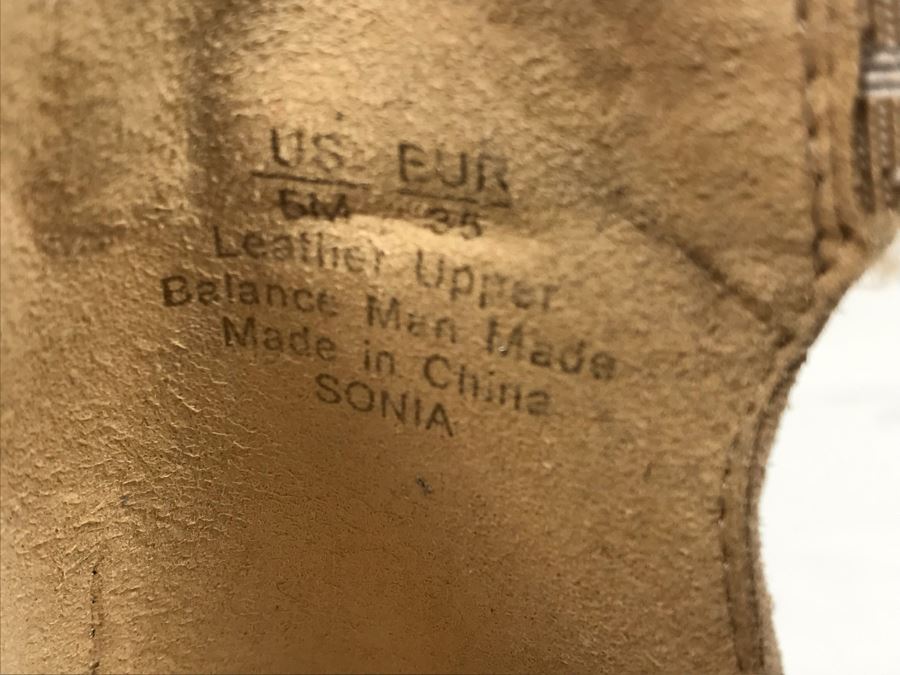 US EUR
5M 35
Leather Upper
Balance Man Made
Made in China
SONIA